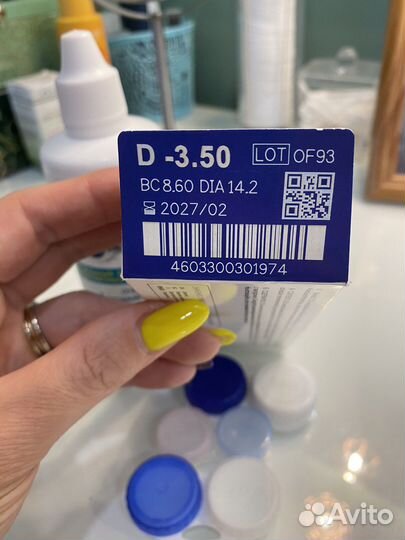 D -3.50 LOT OF93
BC 8.60 DIA 14.2
2027/02
4603300301974
Avito